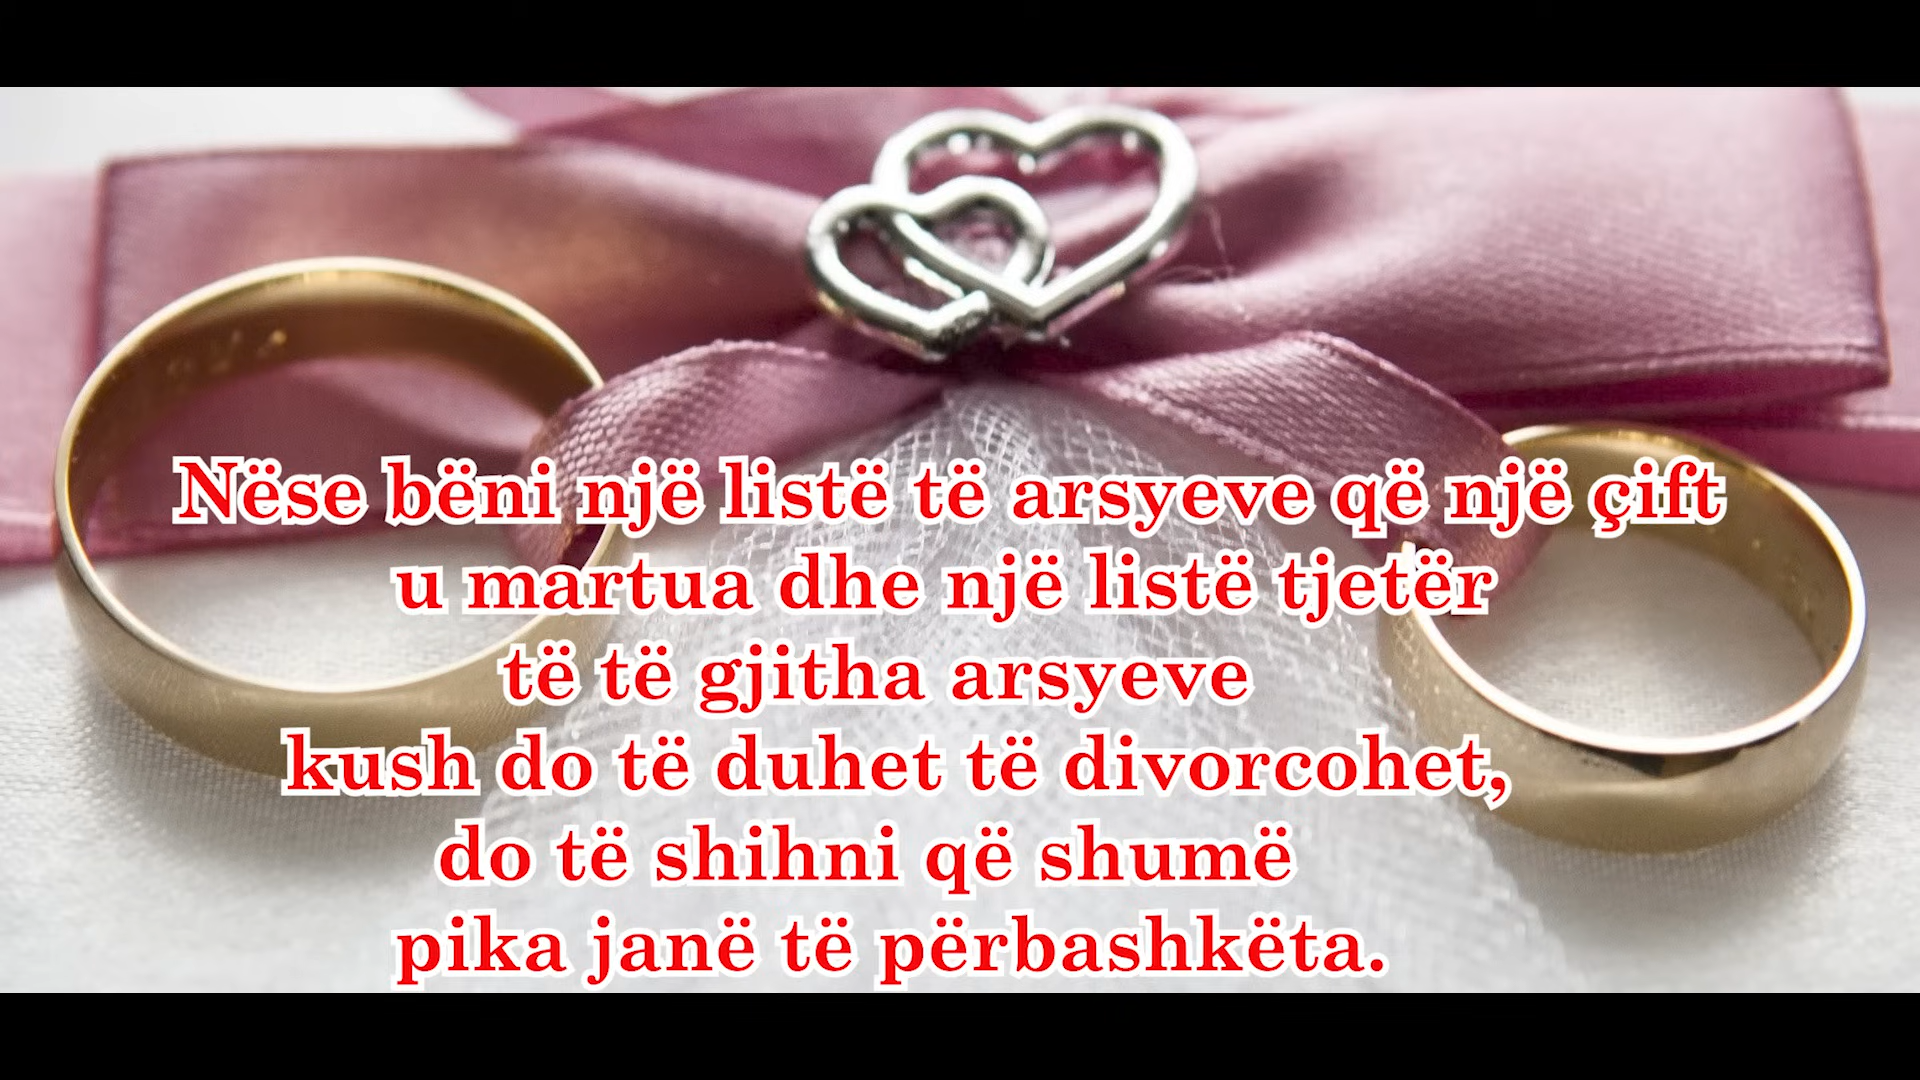 Nëse bëni një listë të arsyeve që një çift
u martua dhe një listë tjetër
të të gjitha arsyeve
kush do të duhet të divorcohet,
do të shihni që shumë
pika janë të përbashkëta.